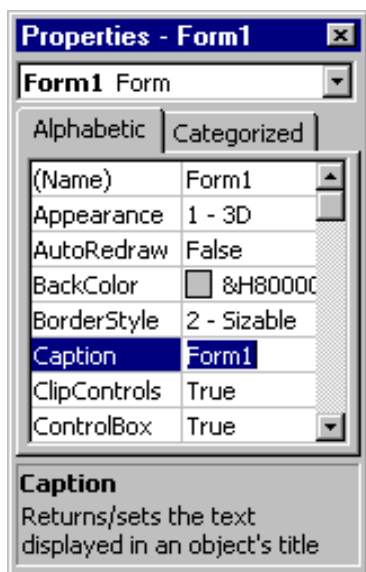 Properties - Form1
Form1 Form
Alphabetic Categorized
(Name) Form1
Appearance 1 - 3D
AutoRedraw False
BackColor &H80000
BorderStyle 2 - Sizable
Caption Form1
ClipControls True
ControlBox True
Caption
Returns/sets the text
displayed in an object's title